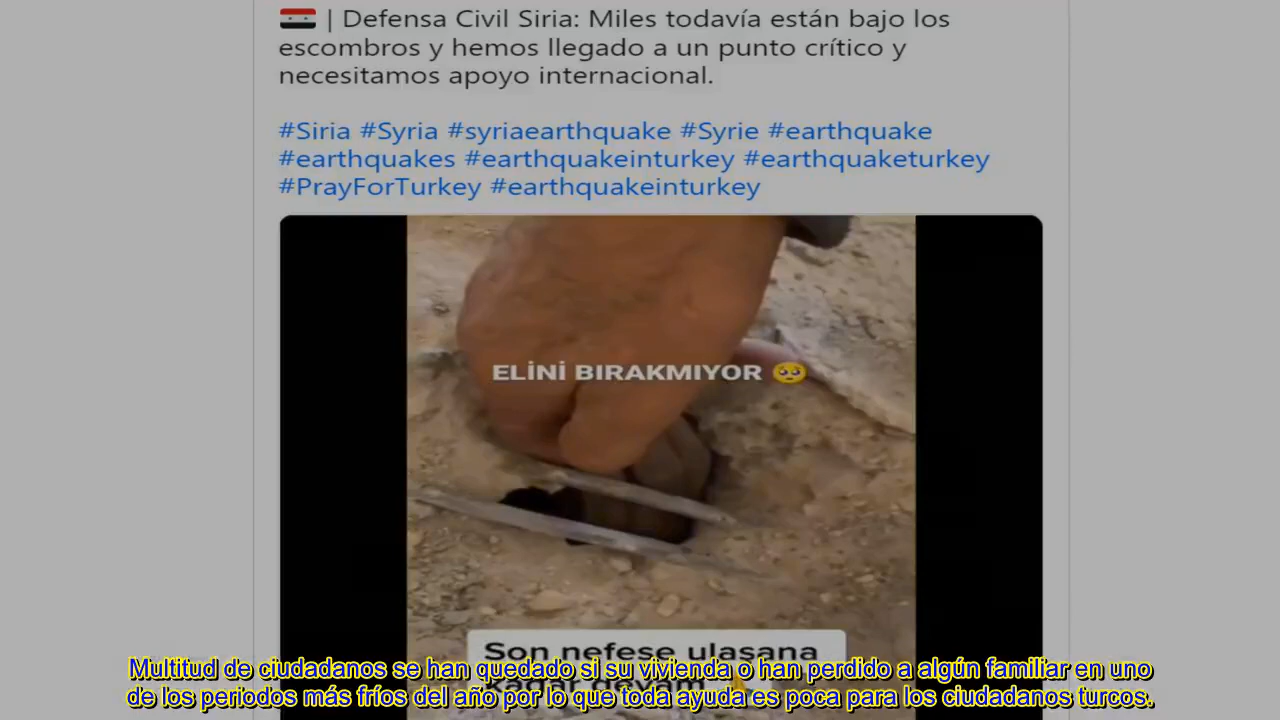 | Defensa Civil Siria: Miles todavía están bajo los
escombros y hemos llegado a un punto crítico y
necesitamos apoyo internacional.
#Siria #Syria #syriaearthquake #Syrie #earthquake
#earthquakes #earthquakeinturkey #earthquaketurkey
#PrayForTurkey #earthquakeinturkey
ELİNİ BIRAKMIYOR
Son nefese ulasana
Multitud de ciudadanos se han quedado si su vivienda o han perdido a algún familiar en uno
de los periodos más fríos del año por lo que toda ayuda es poca para los ciudadanos turcos.